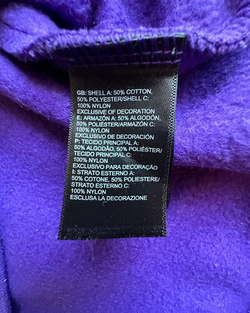 GB: SHELL A: 50% COTTON,
50% POLYESTER/SHELL C:
100% NYLON
EXCLUSIVE OF DECORATION
E: ARMAZÓN A: 50% ALGODÓN,
50% POLIÉSTER/ARMAZÓN C:
100% NYLON
EXCLUSIVO DE DECORACIÓN
P: TECIDO PRINCIPAL A:
50% ALGODÃO, 50% POLIÉSTER/
TECIDO PRINCIPAL C:
100% NYLON
EXCLUSIVO PARA DECORAÇÃO
I: STRATO ESTERNO A:
50% COTONE, 50% POLIESTERE/
STRATO ESTERNO C:
100% NYLON
ESCLUSA LA DECORAZIONE